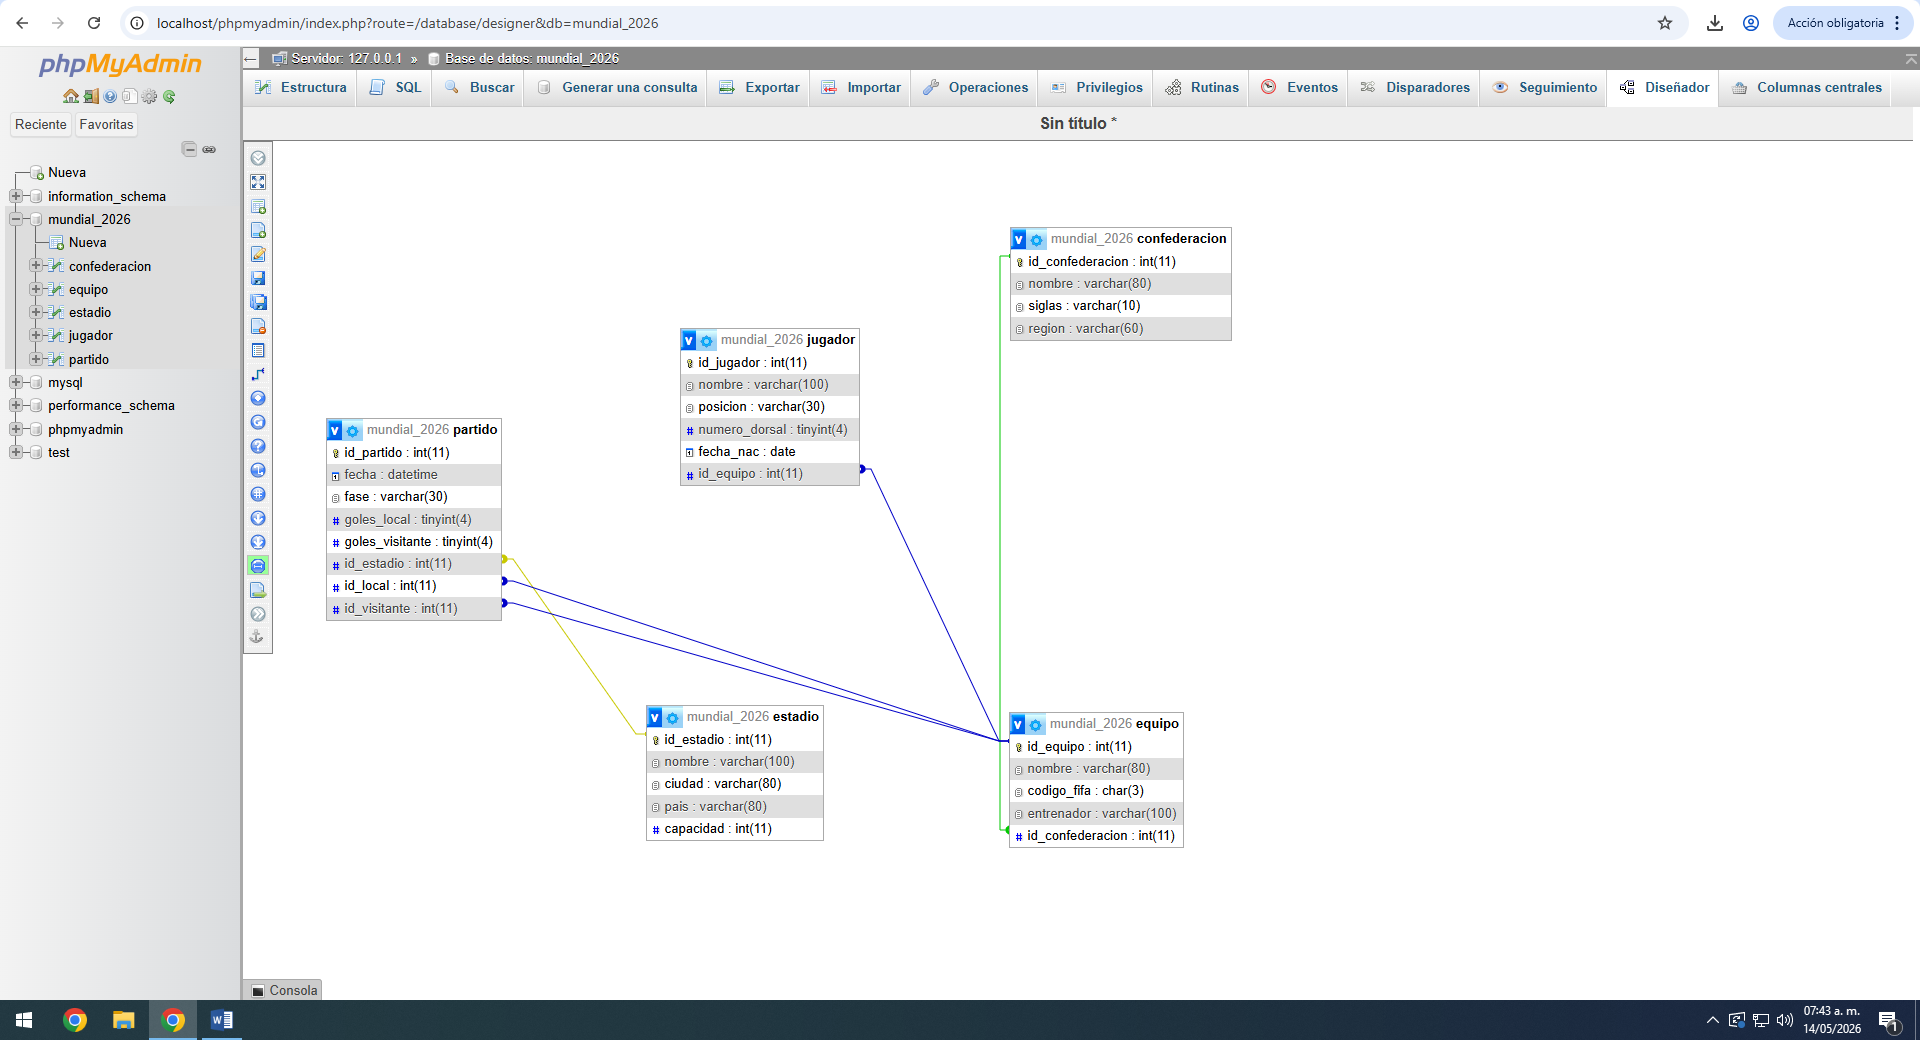 localhost/phpmyadmin/index.php?route=/database/designer&db=mundial_2026
Acción obligatoria
phpMyAdmin
Reciente
Favoritas
Nueva
information_schema
mundial_2026
Nueva
confederacion
equipo
estadio
jugador
partido
mysql
performance_schema
phpmyadmin
test
Servidor: 127.0.0.1 » Base de datos: mundial_2026
Estructura
SQL
Buscar
Generar una consulta
Exportar
Importar
Operaciones
Privilegios
Rutinas
Eventos
Disparadores
Seguimiento
Diseñador
Columnas centrales
Sin título *
mundial_2026 confederacion
id_confederacion : int(11)
nombre : varchar(80)
siglas : varchar(10)
region : varchar(60)
mundial_2026 jugador
id_jugador : int(11)
nombre : varchar(100)
posicion : varchar(30)
numero_dorsal : tinyint(4)
fecha_nac : date
id_equipo : int(11)
mundial_2026 partido
id_partido : int(11)
fecha : datetime
fase : varchar(30)
goles_local : tinyint(4)
goles_visitante : tinyint(4)
id_estadio : int(11)
id_local : int(11)
id_visitante : int(11)
mundial_2026 estadio
id_estadio : int(11)
nombre : varchar(100)
ciudad : varchar(80)
pais : varchar(80)
capacidad : int(11)
mundial_2026 equipo
id_equipo : int(11)
nombre : varchar(80)
codigo_fifa : char(3)
entrenador : varchar(100)
id_confederacion : int(11)
Consola
07:43 a. m.
14/05/2026
1